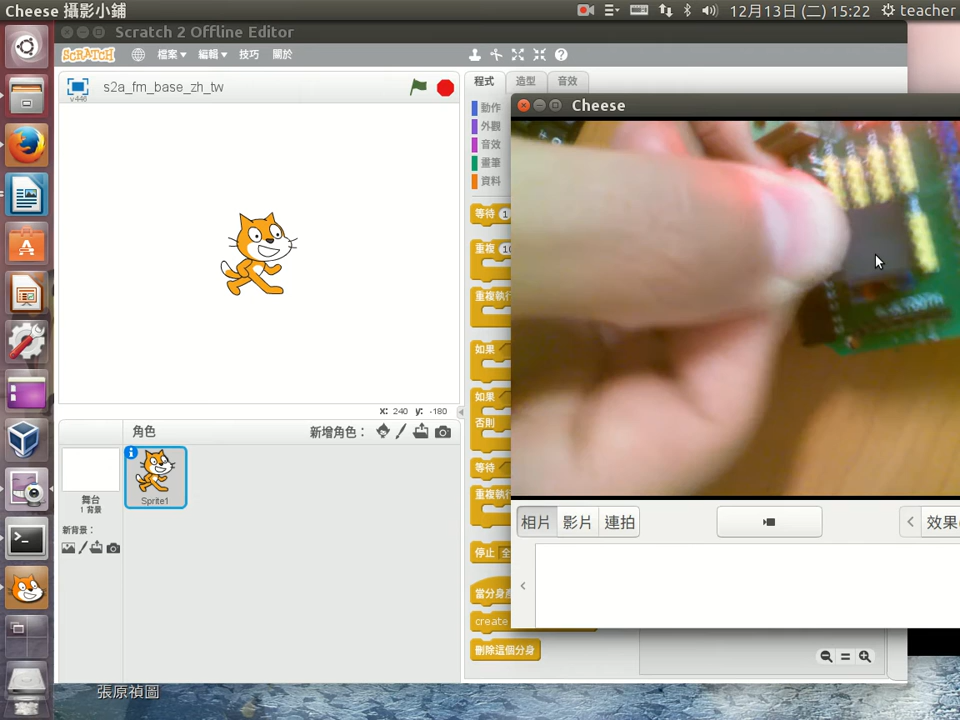 Cheese 攝影小舖
12月13日 (二) 15:22
teacher
Scratch 2 Offline Editor
SCRATCH
檔案
編輯
技巧
關於
v446
s2a_fm_base_zh_tw
程式
造型
音效
動作
外觀
音效
畫筆
資料
等待 1
重複 10
重複執行
如果
如果
否則
等待
重複執行
停止 全
當分身產
create
刪除這個分身
x: 240 y: -180
角色
新增角色：
舞台
1 背景
新背景：
Sprite1
Cheese
相片
影片
連拍
效果
張原禎圖